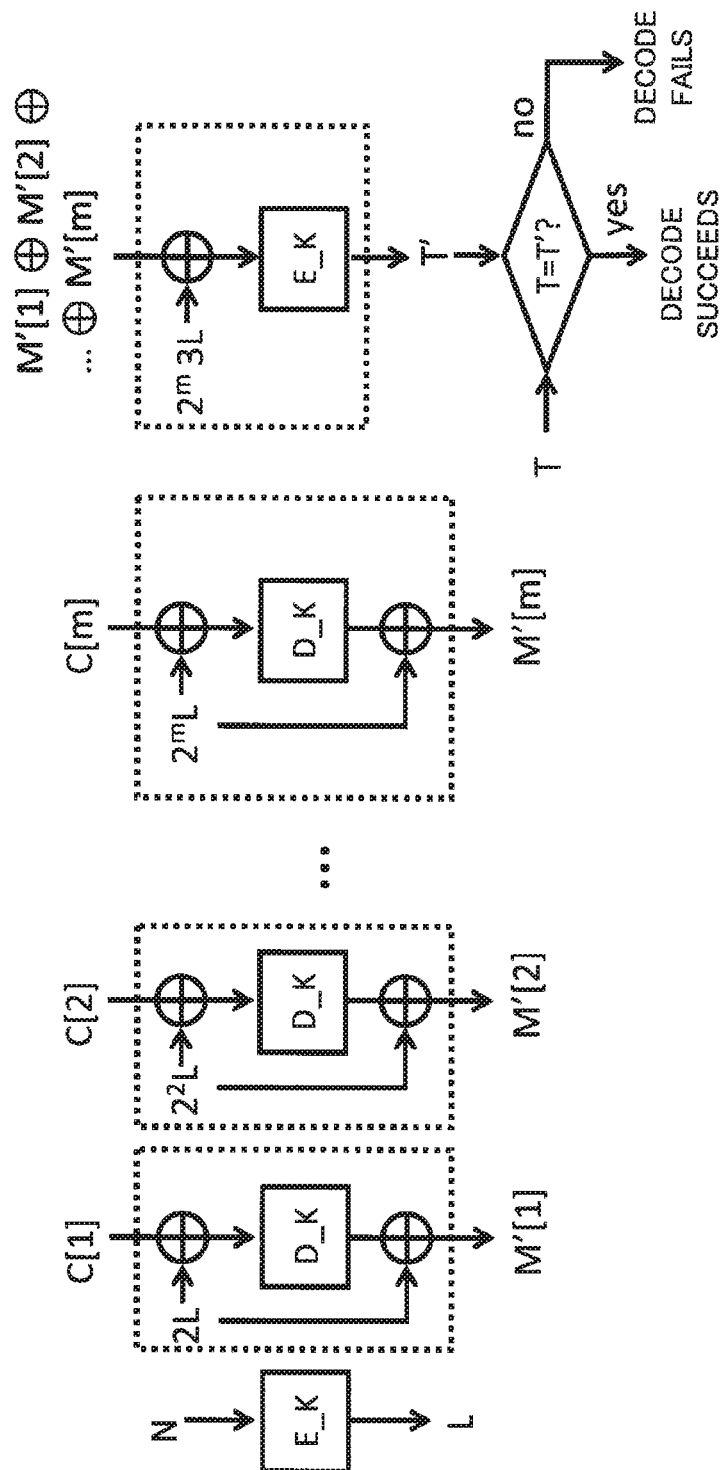 N
E_K
L
C[1]
2L
D_K
M'[1]
C[2]
2²L
D_K
M'[2]
...
C[m]
2ᵐL
D_K
M'[m]
M'[1] ⊕ M'[2] ⊕
... ⊕ M'[m]
2ᵐ 3L
E_K
T'
T
T=T'?
no
yes
DECODE
SUCCEEDS
DECODE
FAILS